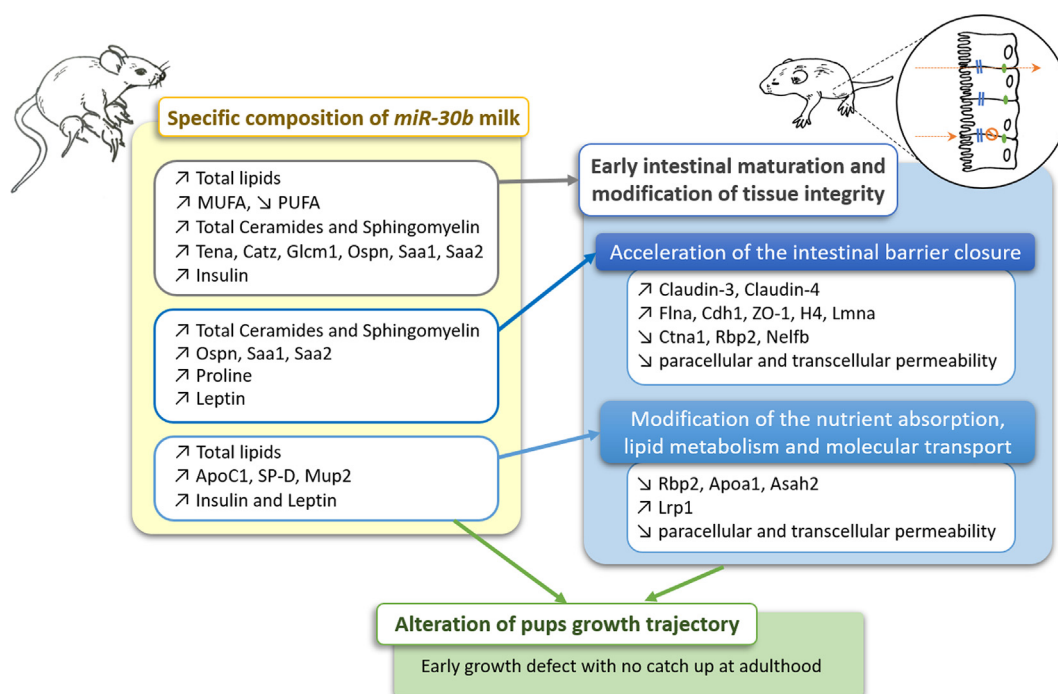 Specific composition of miR-30b milk
↗ Total lipids
↗ MUFA, ↘ PUFA
↗ Total Ceramides and Sphingomyelin
↗ Tena, Catz, Glcm1, Ospn, Saa1, Saa2
↗ Insulin
↗ Total Ceramides and Sphingomyelin
↗ Ospn, Saa1, Saa2
↗ Proline
↗ Leptin
↗ Total lipids
↗ ApoC1, SP-D, Mup2
↗ Insulin and Leptin
Early intestinal maturation and
modification of tissue integrity
Acceleration of the intestinal barrier closure
↗ Claudin-3, Claudin-4
↗ Flna, Cdh1, ZO-1, H4, Lmna
↘ Ctna1, Rbp2, Nelfb
↘ paracellular and transcellular permeability
Modification of the nutrient absorption,
lipid metabolism and molecular transport
↘ Rbp2, Apoa1, Asah2
↗ Lrp1
↘ paracellular and transcellular permeability
Alteration of pups growth trajectory
Early growth defect with no catch up at adulthood